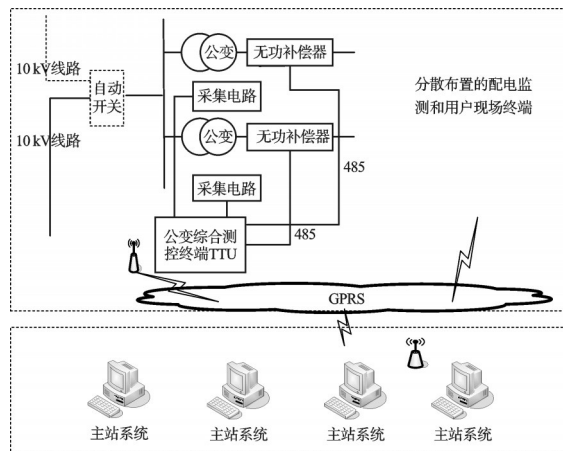 公变
无功补偿器
10 kV线路
自动
开关
采集电路
分散布置的配电监
测和用户现场终端
10 kV线路
公变
无功补偿器
485
采集电路
485
公变综合测
控终端TTU
GPRS
主站系统
主站系统
主站系统
主站系统